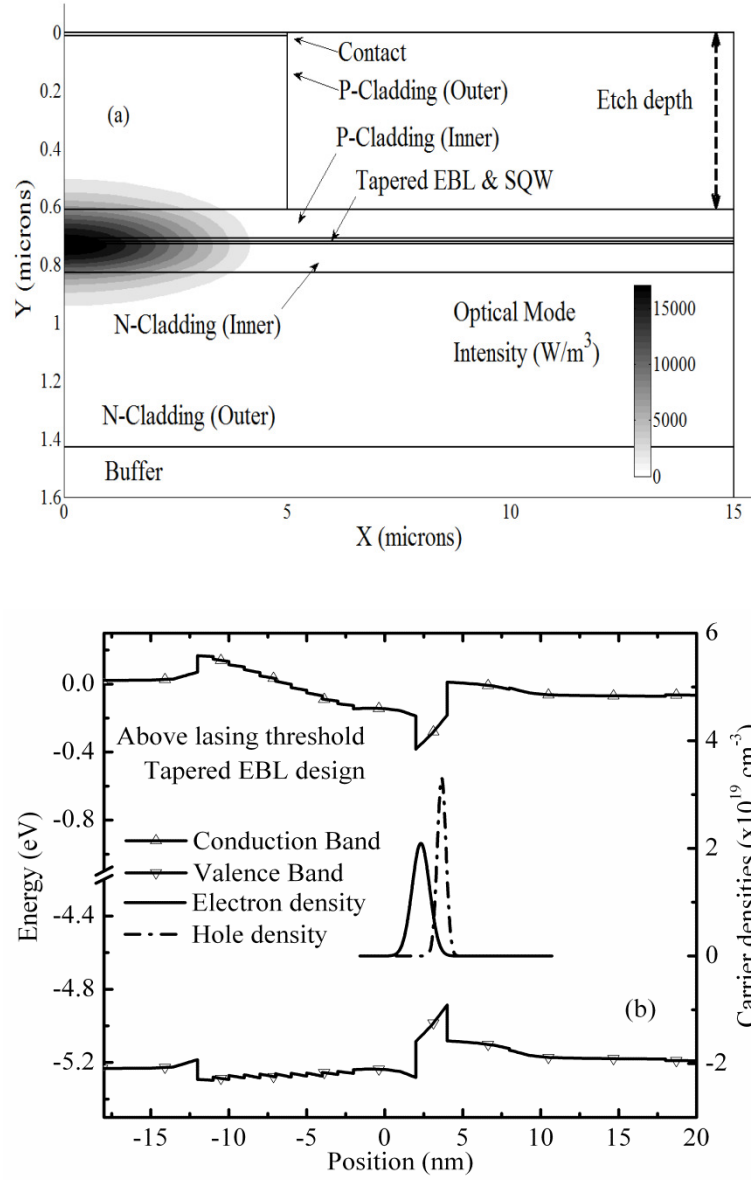 0
0.2
0.4
0.6
0.8
1
1.2
1.4
1.6
Y (microns)
(a)
Contact
P-Cladding (Outer)
Etch depth
P-Cladding (Inner)
Tapered EBL & SQW
N-Cladding (Inner)
Optical Mode
Intensity (W/m³)
15000
10000
5000
0
N-Cladding (Outer)
Buffer
0
5
10
15
X (microns)
0.0
-0.4
-0.8
-1.2
-4.4
-4.8
-5.2
Energy (eV)
Above lasing threshold
Tapered EBL design
Conduction Band
Valence Band
Electron density
Hole density
(b)
6
4
2
0
-2
Carrier densities (x10¹⁹ cm⁻³)
-15
-10
-5
0
5
10
15
20
Position (nm)